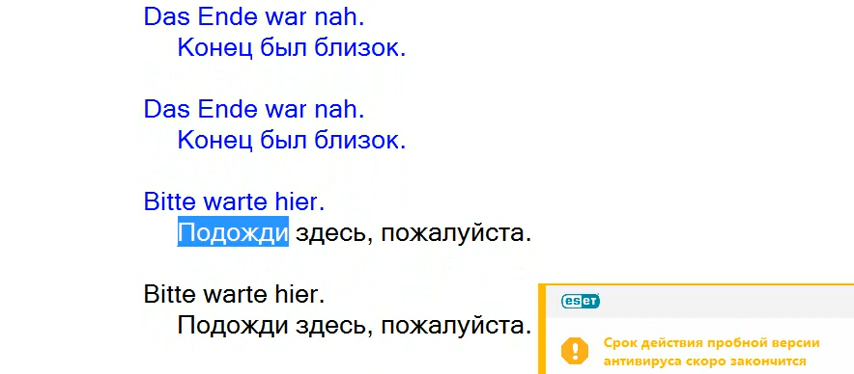 Das Ende war nah.
Конец был близок.
Das Ende war nah.
Конец был близок.
Bitte warte hier.
Подожди здесь, пожалуйста.
Bitte warte hier.
Подожди здесь, пожалуйста.
eset
Срок действия пробной версии
антивируса скоро закончится